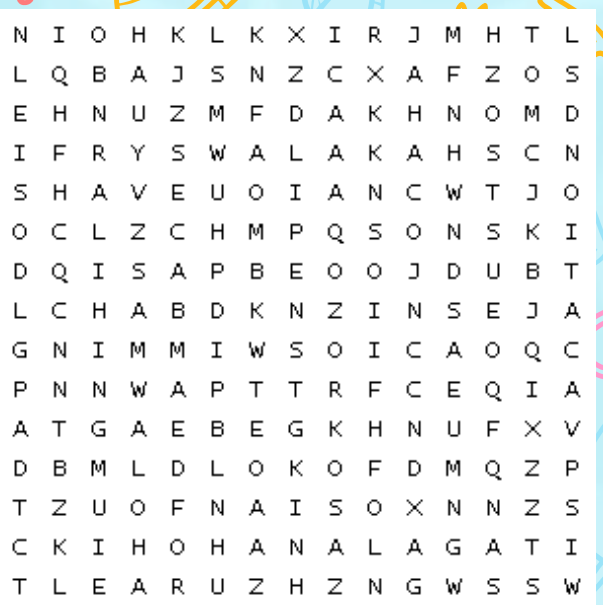 N I O H K L K X I R J M H T L
L Q B A J S N Z C X A F Z O S
E H N U Z M F D A K H N O M D
I F R Y S W A L A K A H S C N
S H A V E U O I A N C W T J O
O C L Z C H M P Q S O N S K I
D Q I S A P B E O O J D U B T
L C H A B D K N Z I N S E J A
G N I M M I W S O I C A O Q C
P N N W A P T T R F C E Q I A
A T G A E B E G K H N U F X V
D B M L D L O K O F D M Q Z P
T Z U O F N A I S O X N N Z S
C K I H O H A N A L A G A T I
T L E A R U Z H Z N G W S S W